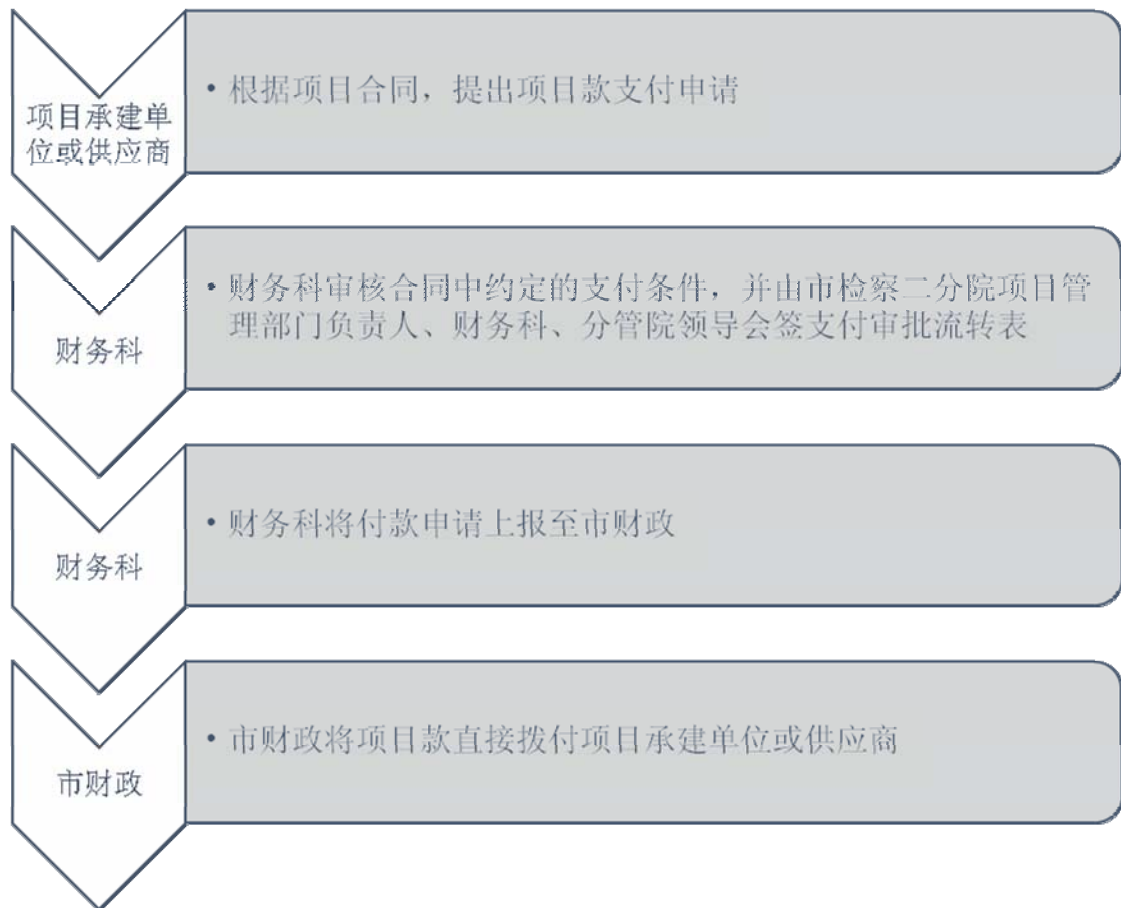 项目承建单
位或供应商
• 根据项目合同，提出项目款支付申请
财务科
• 财务科审核合同中约定的支付条件，并由市检察二分院项目管
理部门负责人、财务科、分管院领导会签支付审批流转表
财务科
• 财务科将付款申请上报至市财政
市财政
• 市财政将项目款直接拨付项目承建单位或供应商